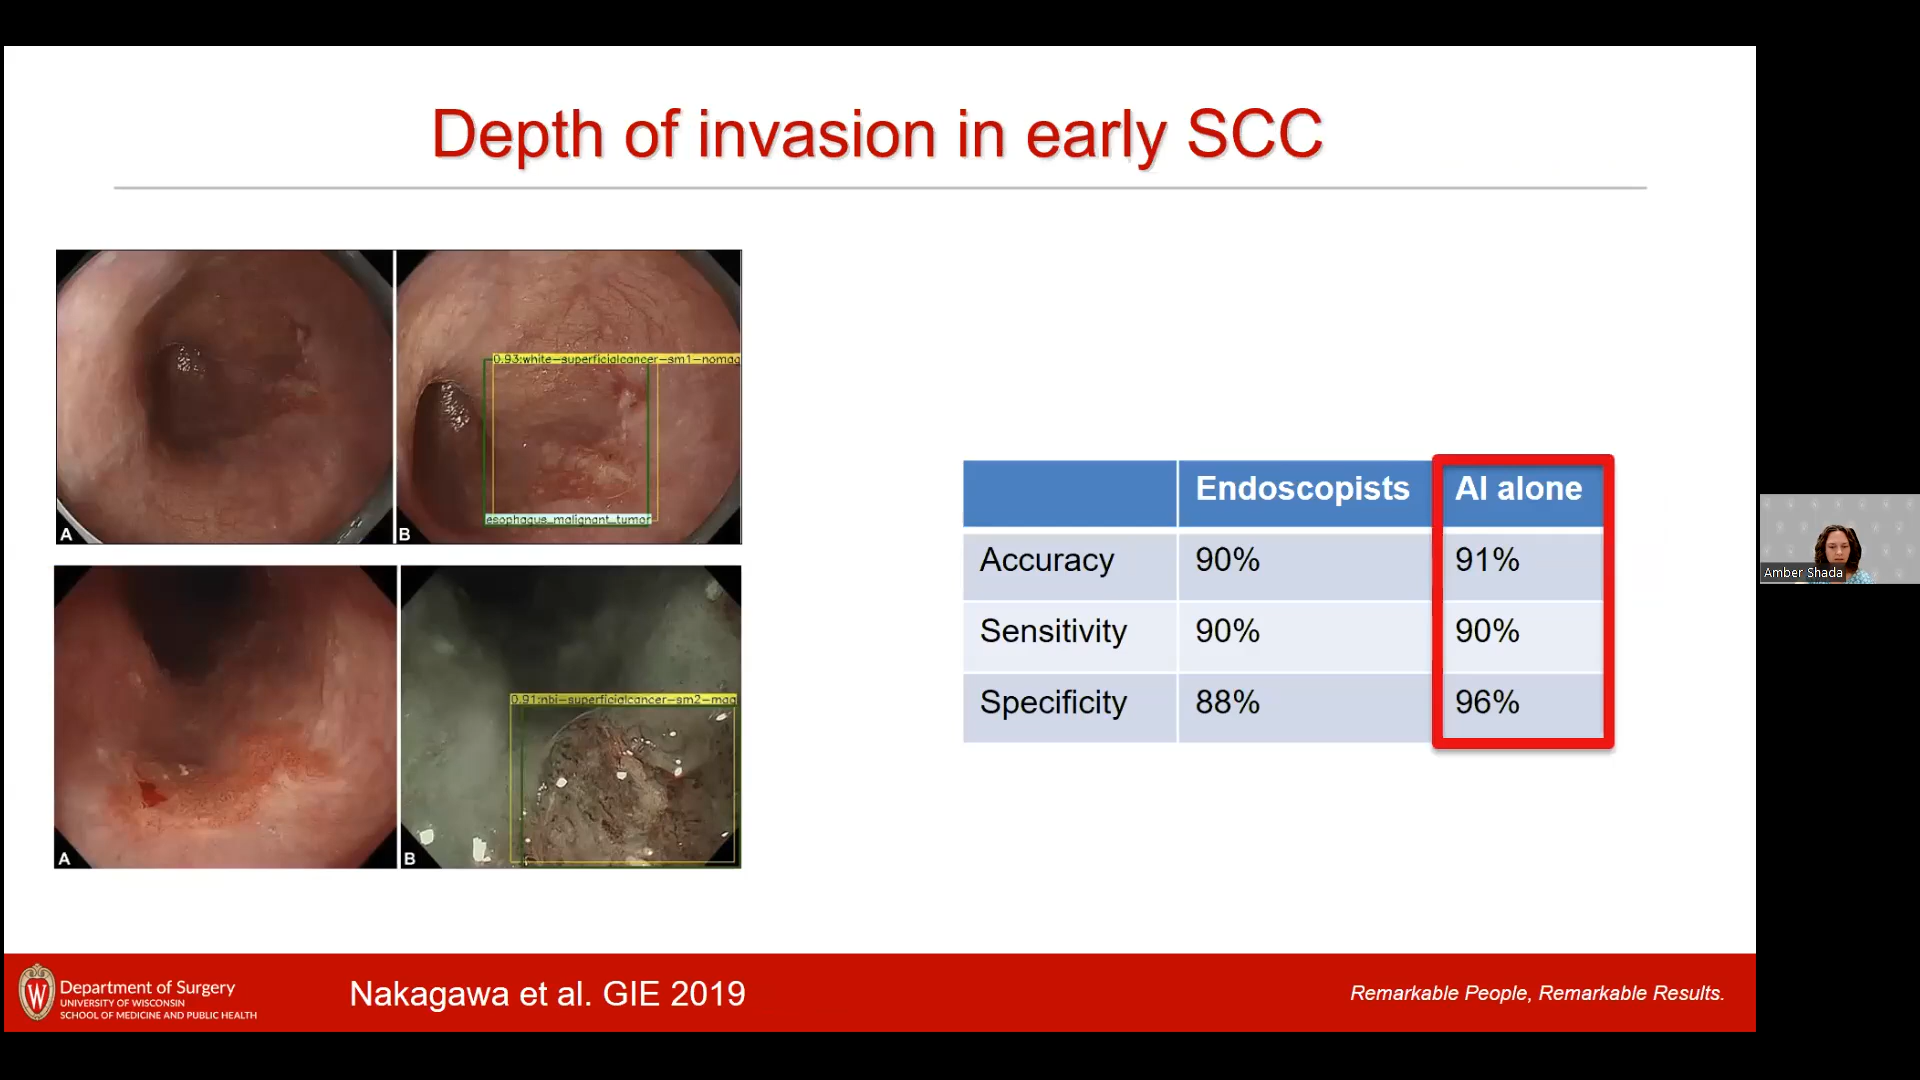 Depth of invasion in early SCC
0.93:white-superficialcancer-sm1-nomag
esophagus_malignant_tumor
A
B
0.91:nbi-superficialcancer-sm2-mag
A
B
Endoscopists AI alone
Accuracy 90% 91%
Sensitivity 90% 90%
Specificity 88% 96%
Amber Shada
W
Department of Surgery
UNIVERSITY OF WISCONSIN
SCHOOL OF MEDICINE AND PUBLIC HEALTH
Nakagawa et al. GIE 2019
Remarkable People, Remarkable Results.